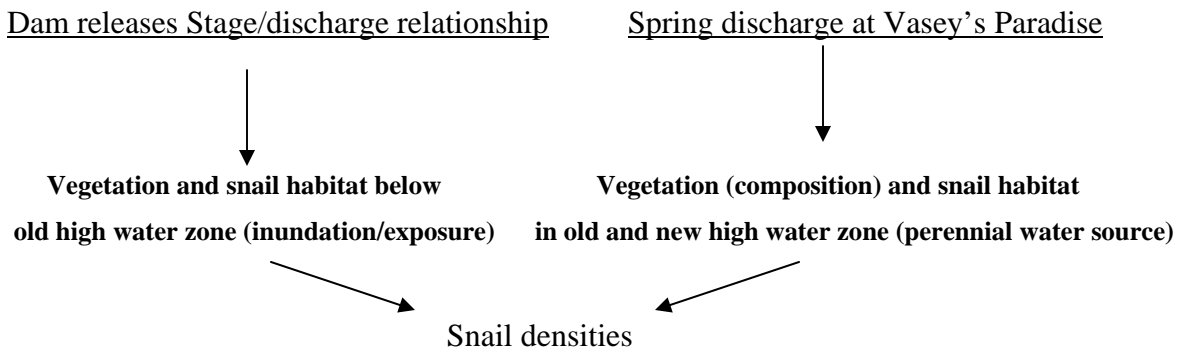 Dam releases Stage/discharge relationship
Spring discharge at Vasey’s Paradise
Vegetation and snail habitat below
old high water zone (inundation/exposure)
Vegetation (composition) and snail habitat
in old and new high water zone (perennial water source)
Snail densities